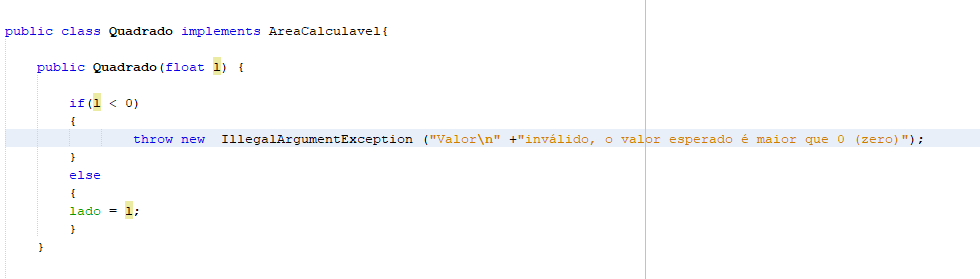 public class Quadrado implements AreaCalculavel{
public Quadrado(float l) {
if(l < 0)
{
throw new  IllegalArgumentException ("Valor\n" +"inválido, o valor esperado é maior que 0 (zero)");
}
else
{
lado = l;
}
}